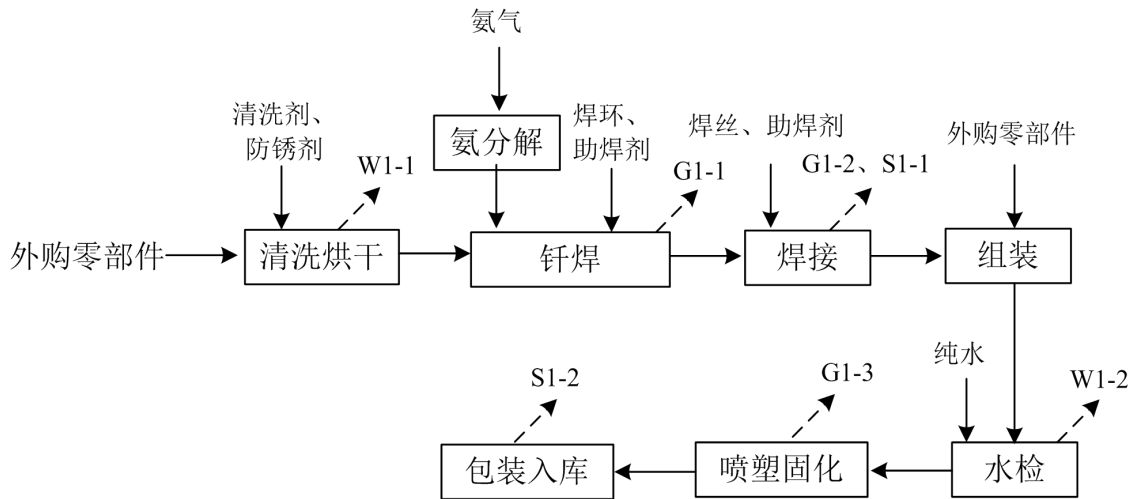 氨气
清洗剂、
防锈剂
W1-1
氨分解
焊环、
助焊剂
G1-1
焊丝、助焊剂
G1-2、S1-1
外购零部件
外购零部件
清洗烘干
钎焊
焊接
组装
纯水
S1-2
G1-3
W1-2
包装入库
喷塑固化
水检